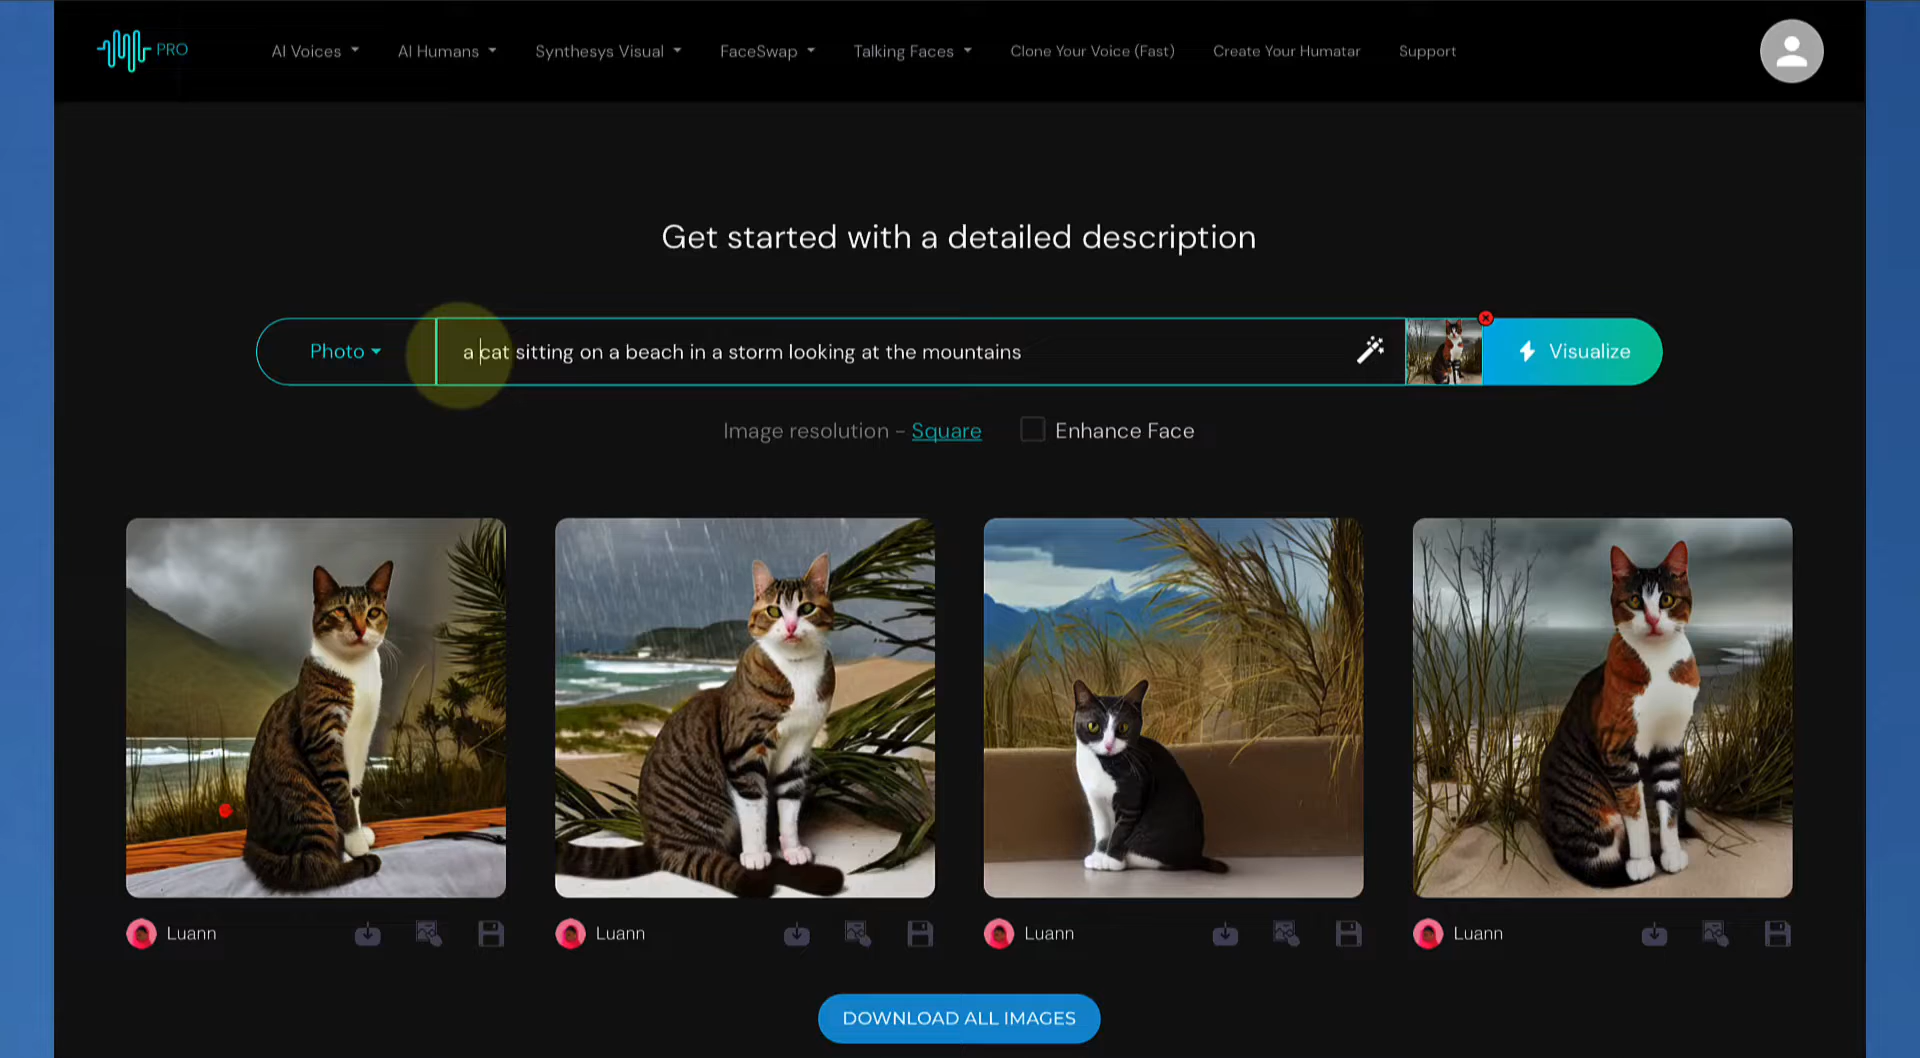 PRO
AI Voices
AI Humans
Synthesys Visual
FaceSwap
Talking Faces
Clone Your Voice (Fast)
Create Your Humatar
Support
Get started with a detailed description
Photo
a cat sitting on a beach in a storm looking at the mountains
Visualize
Image resolution - Square
Enhance Face
Luann
Luann
Luann
Luann
DOWNLOAD ALL IMAGES